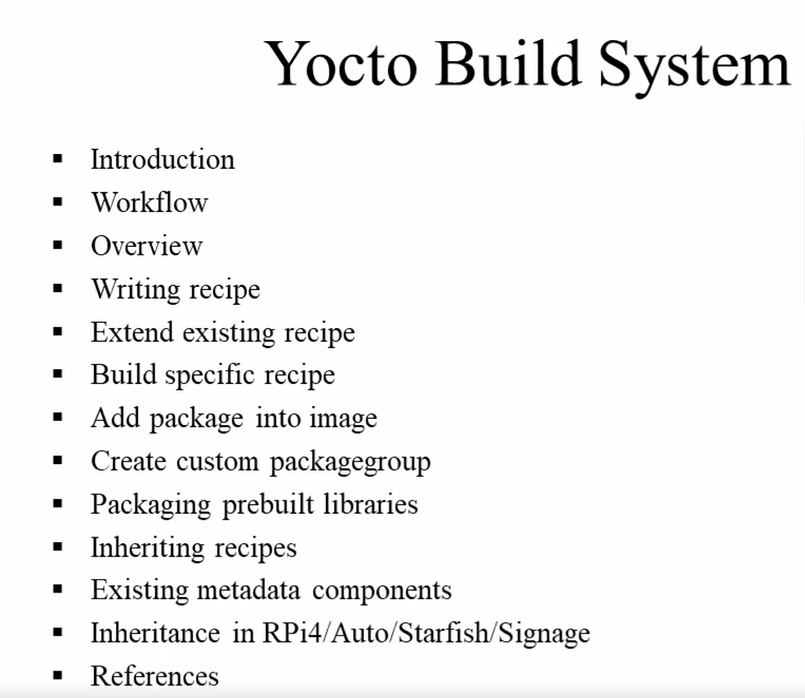 Yocto Build System
▪ Introduction
▪ Workflow
▪ Overview
▪ Writing recipe
▪ Extend existing recipe
▪ Build specific recipe
▪ Add package into image
▪ Create custom packagegroup
▪ Packaging prebuilt libraries
▪ Inheriting recipes
▪ Existing metadata components
▪ Inheritance in RPi4/Auto/Starfish/Signage
▪ References